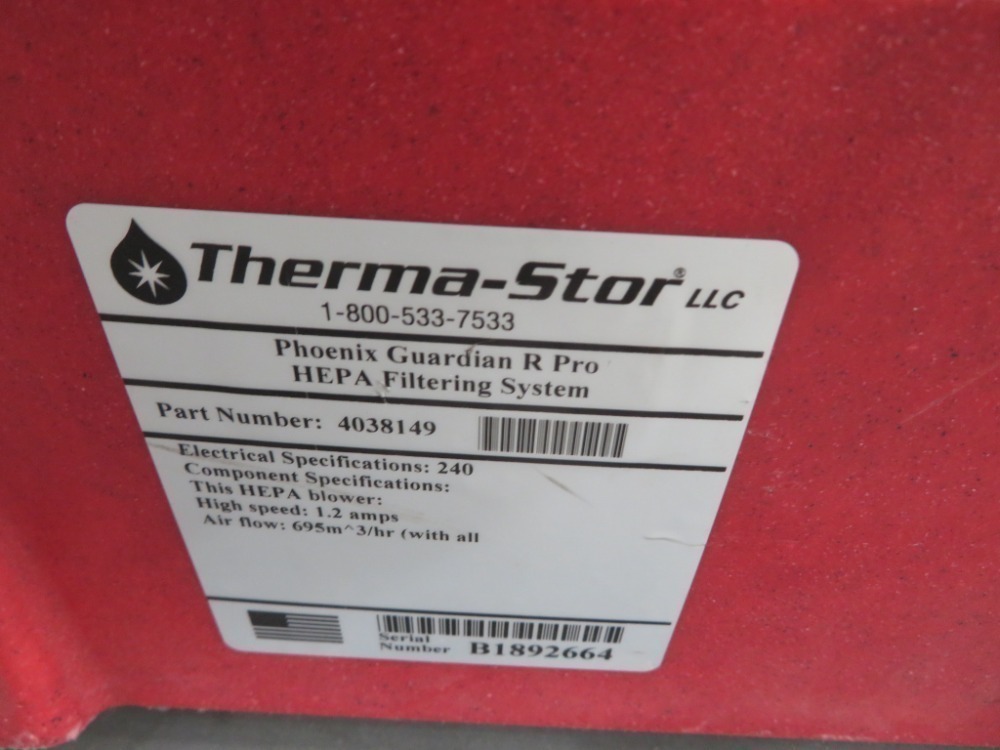 Therma-Stor® LLC
1-800-533-7533
Phoenix Guardian R Pro
HEPA Filtering System
Part Number: 4038149
Electrical Specifications: 240
Component Specifications:
This HEPA blower:
High speed: 1.2 amps
Air flow: 695m^3/hr (with all
Serial
Number B1892664